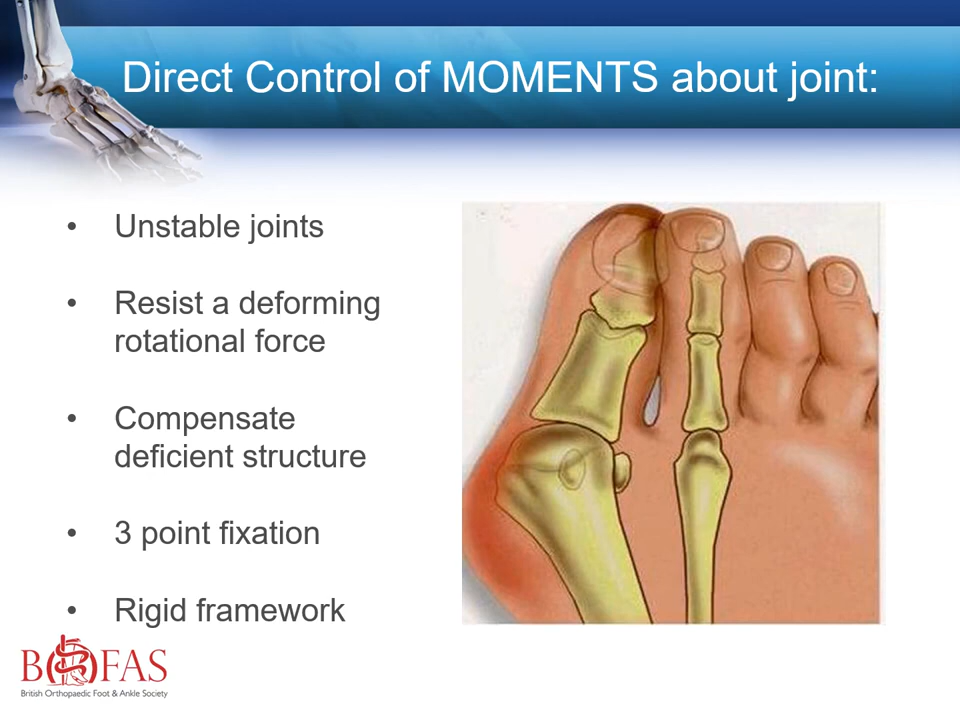 Direct Control of MOMENTS about joint:
• Unstable joints
• Resist a deforming
rotational force
• Compensate
deficient structure
• 3 point fixation
• Rigid framework
BOFAS
British Orthopaedic Foot & Ankle Society